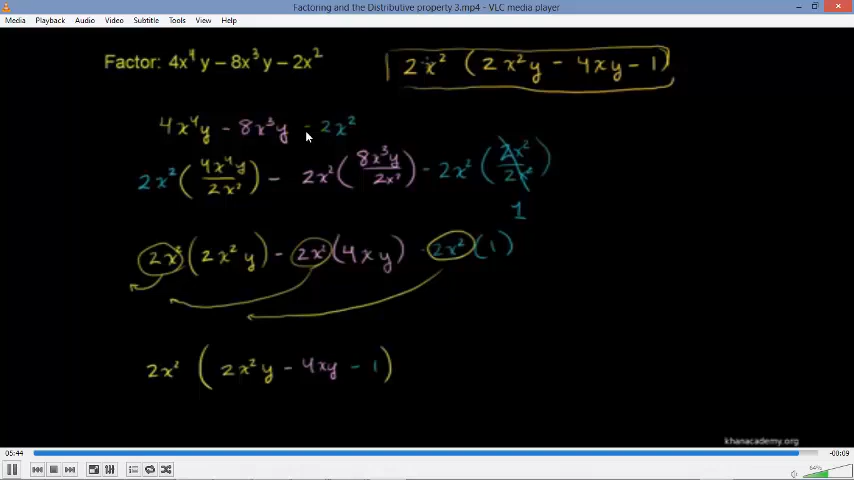 Factoring and the Distributive property 3.mp4 - VLC media player
Media Playback Audio Video Subtitle Tools View Help
Factor: 4x⁴y – 8x³y – 2x²
2x² (2x²y - 4xy - 1)
4x⁴y - 8x³y - 2x²
2x² (4x⁴y / 2x²) - 2x² (8x³y / 2x²) - 2x² (2x² / 2x²)
1
2x² (2x² y) - 2x² (4xy) - 2x² (1)
2x² (2x²y - 4xy - 1)
khanacademy.org
05:44 -00:09
64%